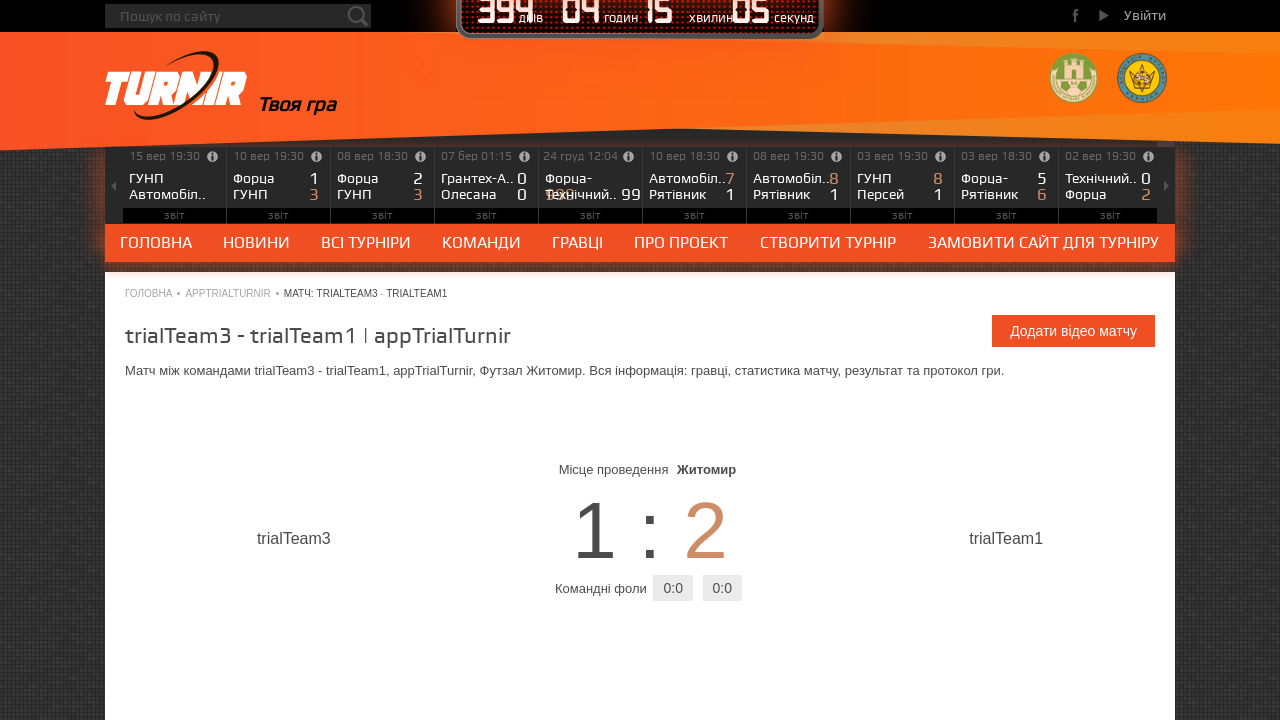 Пошук по сайту
394 днів 04 годин 15 хвилин 05 секунд
Увійти
TURNIR
Твоя гра
15 вер 19:30 10 вер 19:30 08 вер 18:30 07 бер 01:15 24 груд 12:04 10 вер 18:30 08 вер 19:30 03 вер 19:30 03 вер 18:30 02 вер 19:30
ГУНП Форца 1 Форца 2 Грантех-А.. 0 Форца- 999 Автомобіл.. 7 Автомобіл.. 8 ГУНП 8 Форца- 5 Технічний.. 0
Автомобіл.. ГУНП 3 ГУНП 3 Олесана 0 Технічний.. 99 Рятівник 1 Рятівник 1 Персей 1 Рятівник 6 Форца 2
звіт звіт звіт звіт звіт звіт звіт звіт звіт звіт
ГОЛОВНА НОВИНИ ВСІ ТУРНІРИ КОМАНДИ ГРАВЦІ ПРО ПРОЕКТ СТВОРИТИ ТУРНІР ЗАМОВИТИ САЙТ ДЛЯ ТУРНІРУ
ГОЛОВНА • APPTRIALTURNIR • МАТЧ: TRIALTEAM3 - TRIALTEAM1
trialTeam3 - trialTeam1 | appTrialTurnir
Додати відео матчу
Матч між командами trialTeam3 - trialTeam1, appTrialTurnir, Футзал Житомир. Вся інформація: гравці, статистика матчу, результат та протокол гри.
Місце проведення Житомир
trialTeam3 1 : 2 trialTeam1
Командні фоли 0:0 0:0